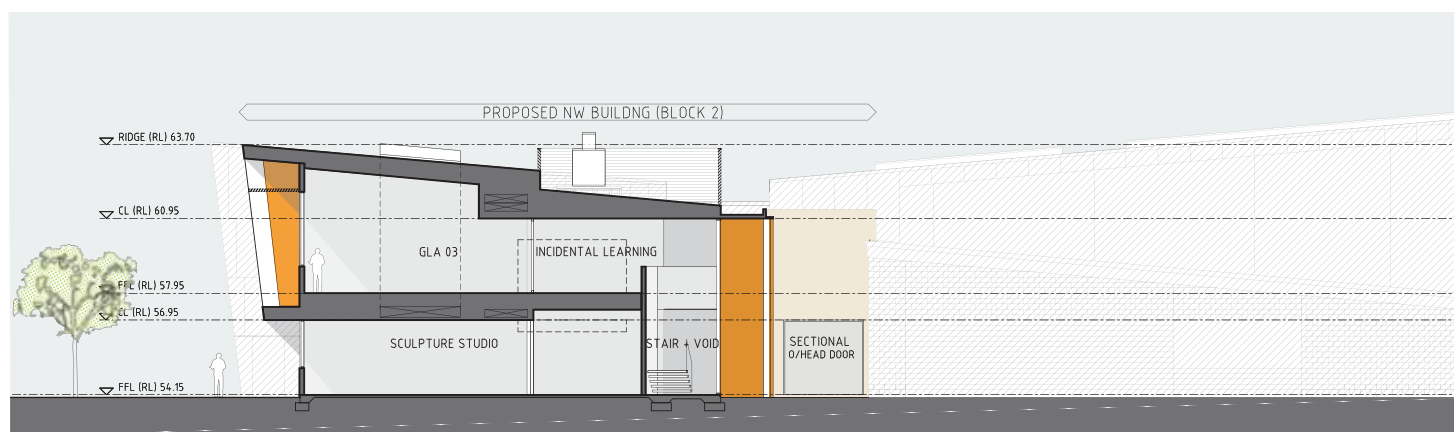 PROPOSED NW BUILDNG (BLOCK 2)
RIDGE (RL) 63.70
CL (RL) 60.95
GLA 03
INCIDENTAL LEARNING
FFL (RL) 57.95
CL (RL) 56.95
SCULPTURE STUDIO
STAIR + VOID
SECTIONAL
O/HEAD DOOR
FFL (RL) 54.15